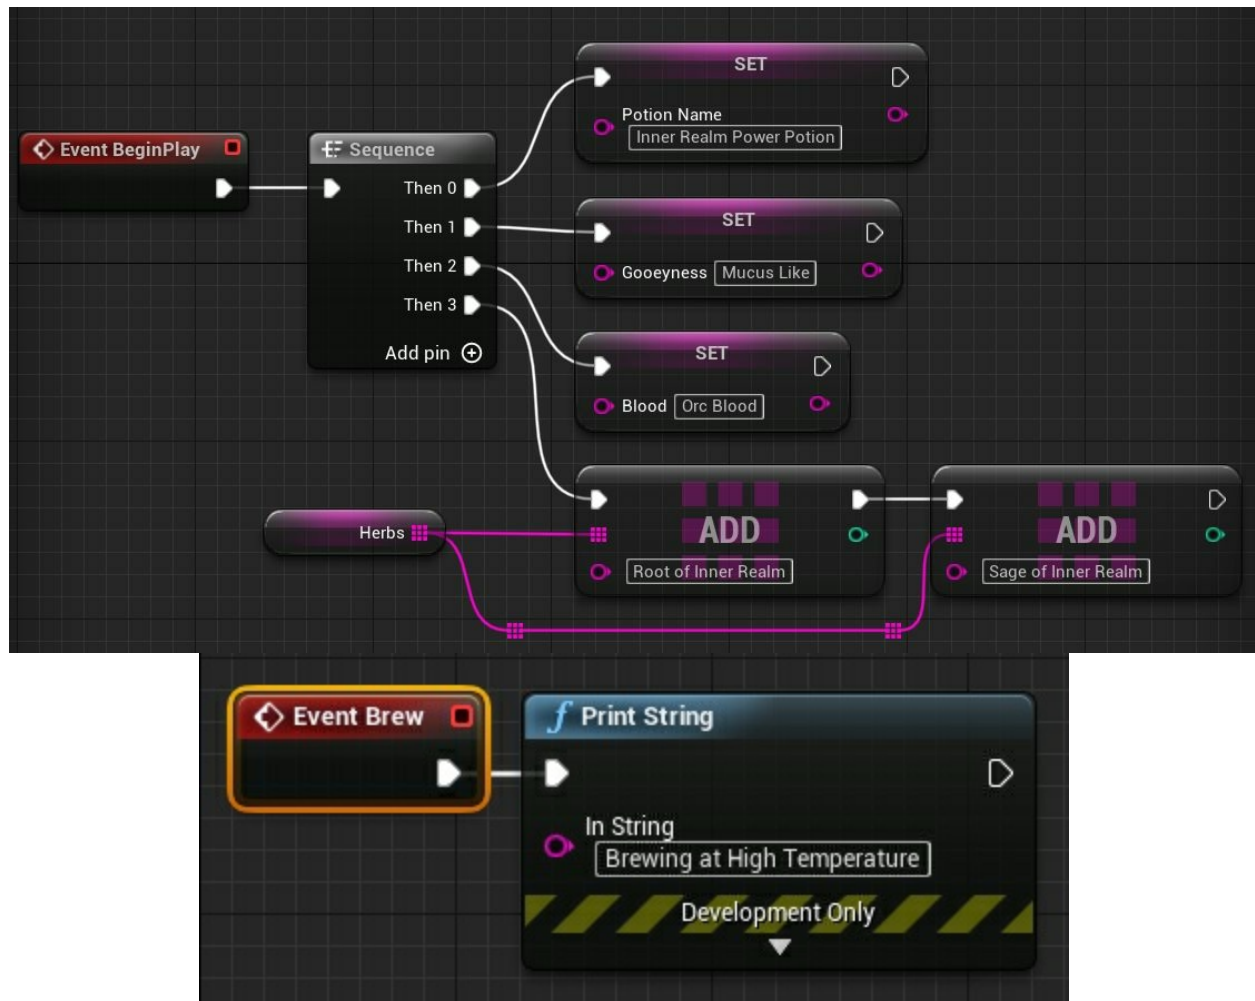 Event BeginPlay
Sequence
Then 0
Then 1
Then 2
Then 3
Add pin
SET
Potion Name
Inner Realm Power Potion
SET
Gooeyness Mucus Like
SET
Blood Orc Blood
Herbs
ADD
Root of Inner Realm
ADD
Sage of Inner Realm
Event Brew
f Print String
In String
Brewing at High Temperature
Development Only